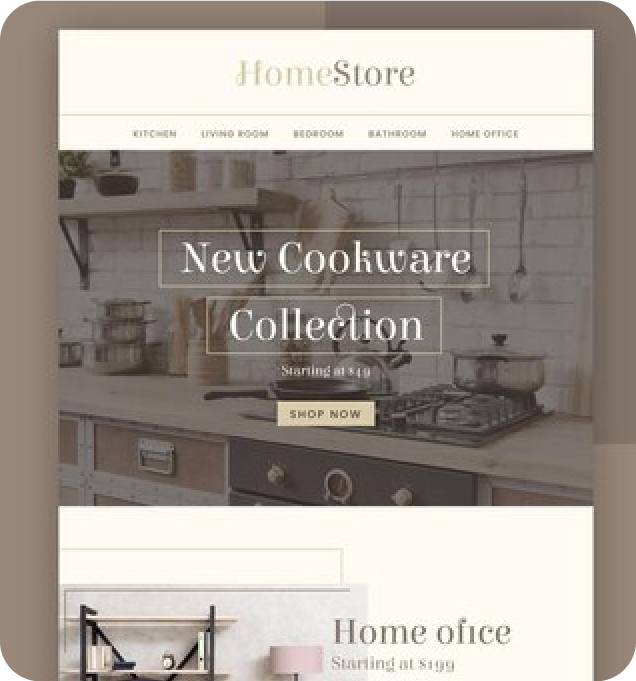 HomeStore
KITCHEN LIVING ROOM BEDROOM BATHROOM HOME OFFICE
New Cookware
Collection
Starting at $49
SHOP NOW
Home ofice
Starting at $199